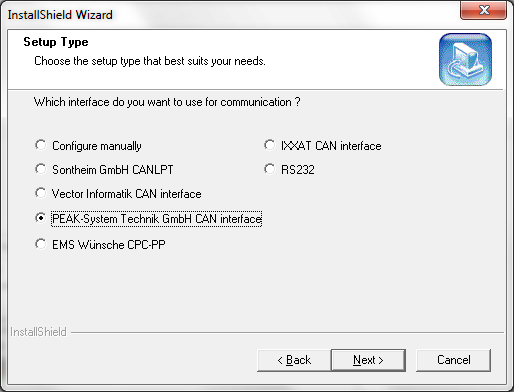 InstallShield Wizard
Setup Type
Choose the setup type that best suits your needs.
Which interface do you want to use for communication ?
Configure manually
Sontheim GmbH CANLPT
Vector Informatik CAN interface
PEAK-System Technik GmbH CAN interface
EMS Wünsche CPC-PP
IXXAT CAN interface
RS232
InstallShield
< Back
Next >
Cancel